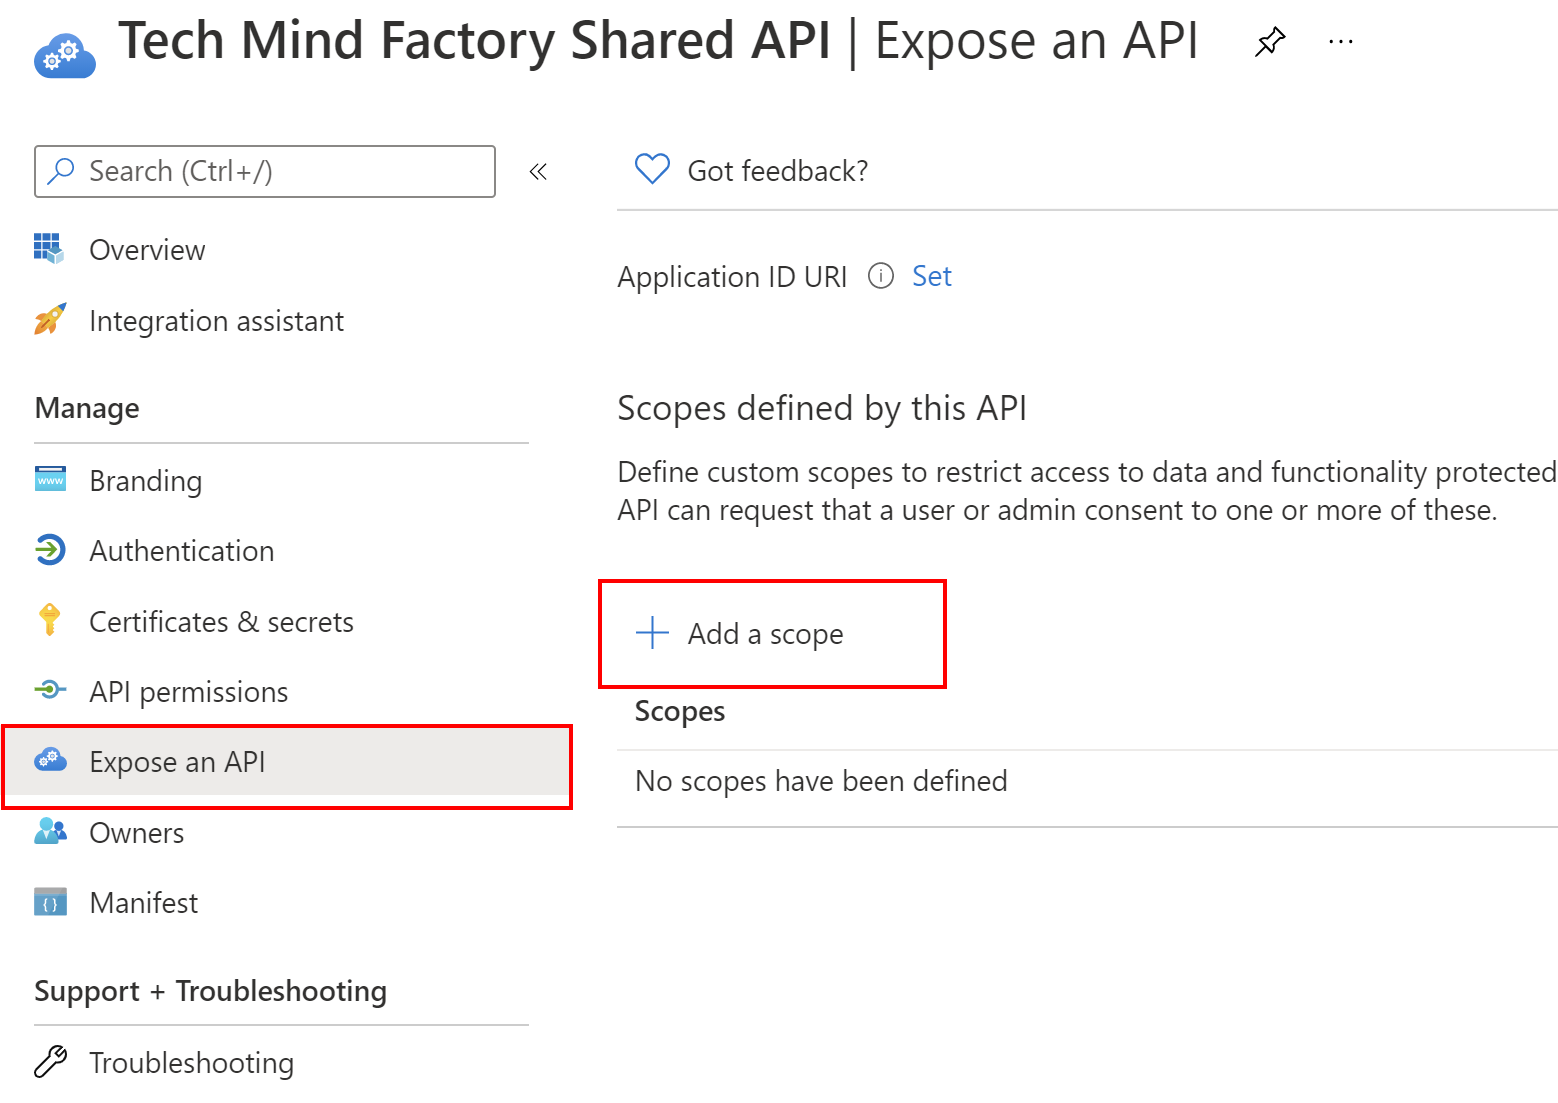 Tech Mind Factory Shared API | Expose an API
Search (Ctrl+/)
Overview
Integration assistant
Manage
Branding
Authentication
Certificates & secrets
API permissions
Expose an API
Owners
Manifest
Support + Troubleshooting
Troubleshooting
Got feedback?
Application ID URI Set
Scopes defined by this API
Define custom scopes to restrict access to data and functionality protected
API can request that a user or admin consent to one or more of these.
Add a scope
Scopes
No scopes have been defined